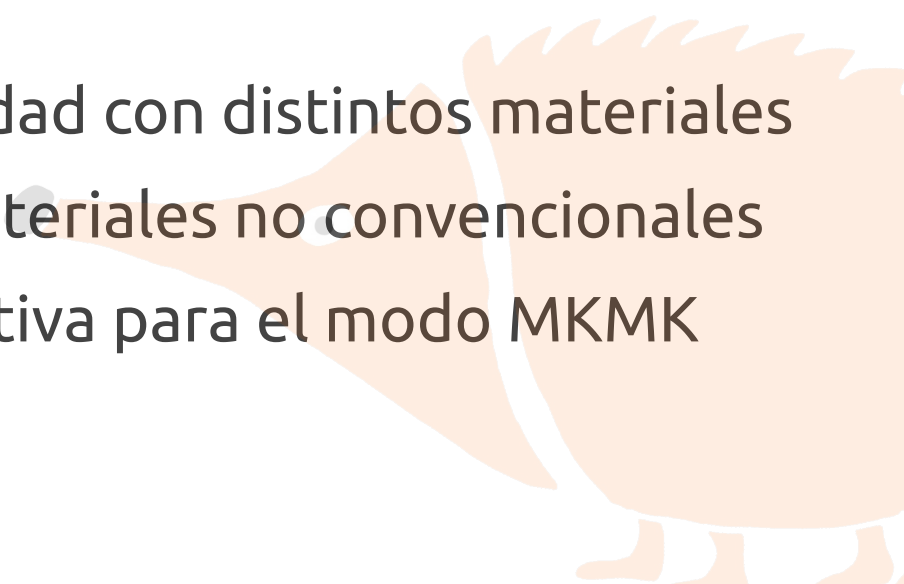 dad con distintos materiales
teriales no convencionales
tiva para el modo MKMK